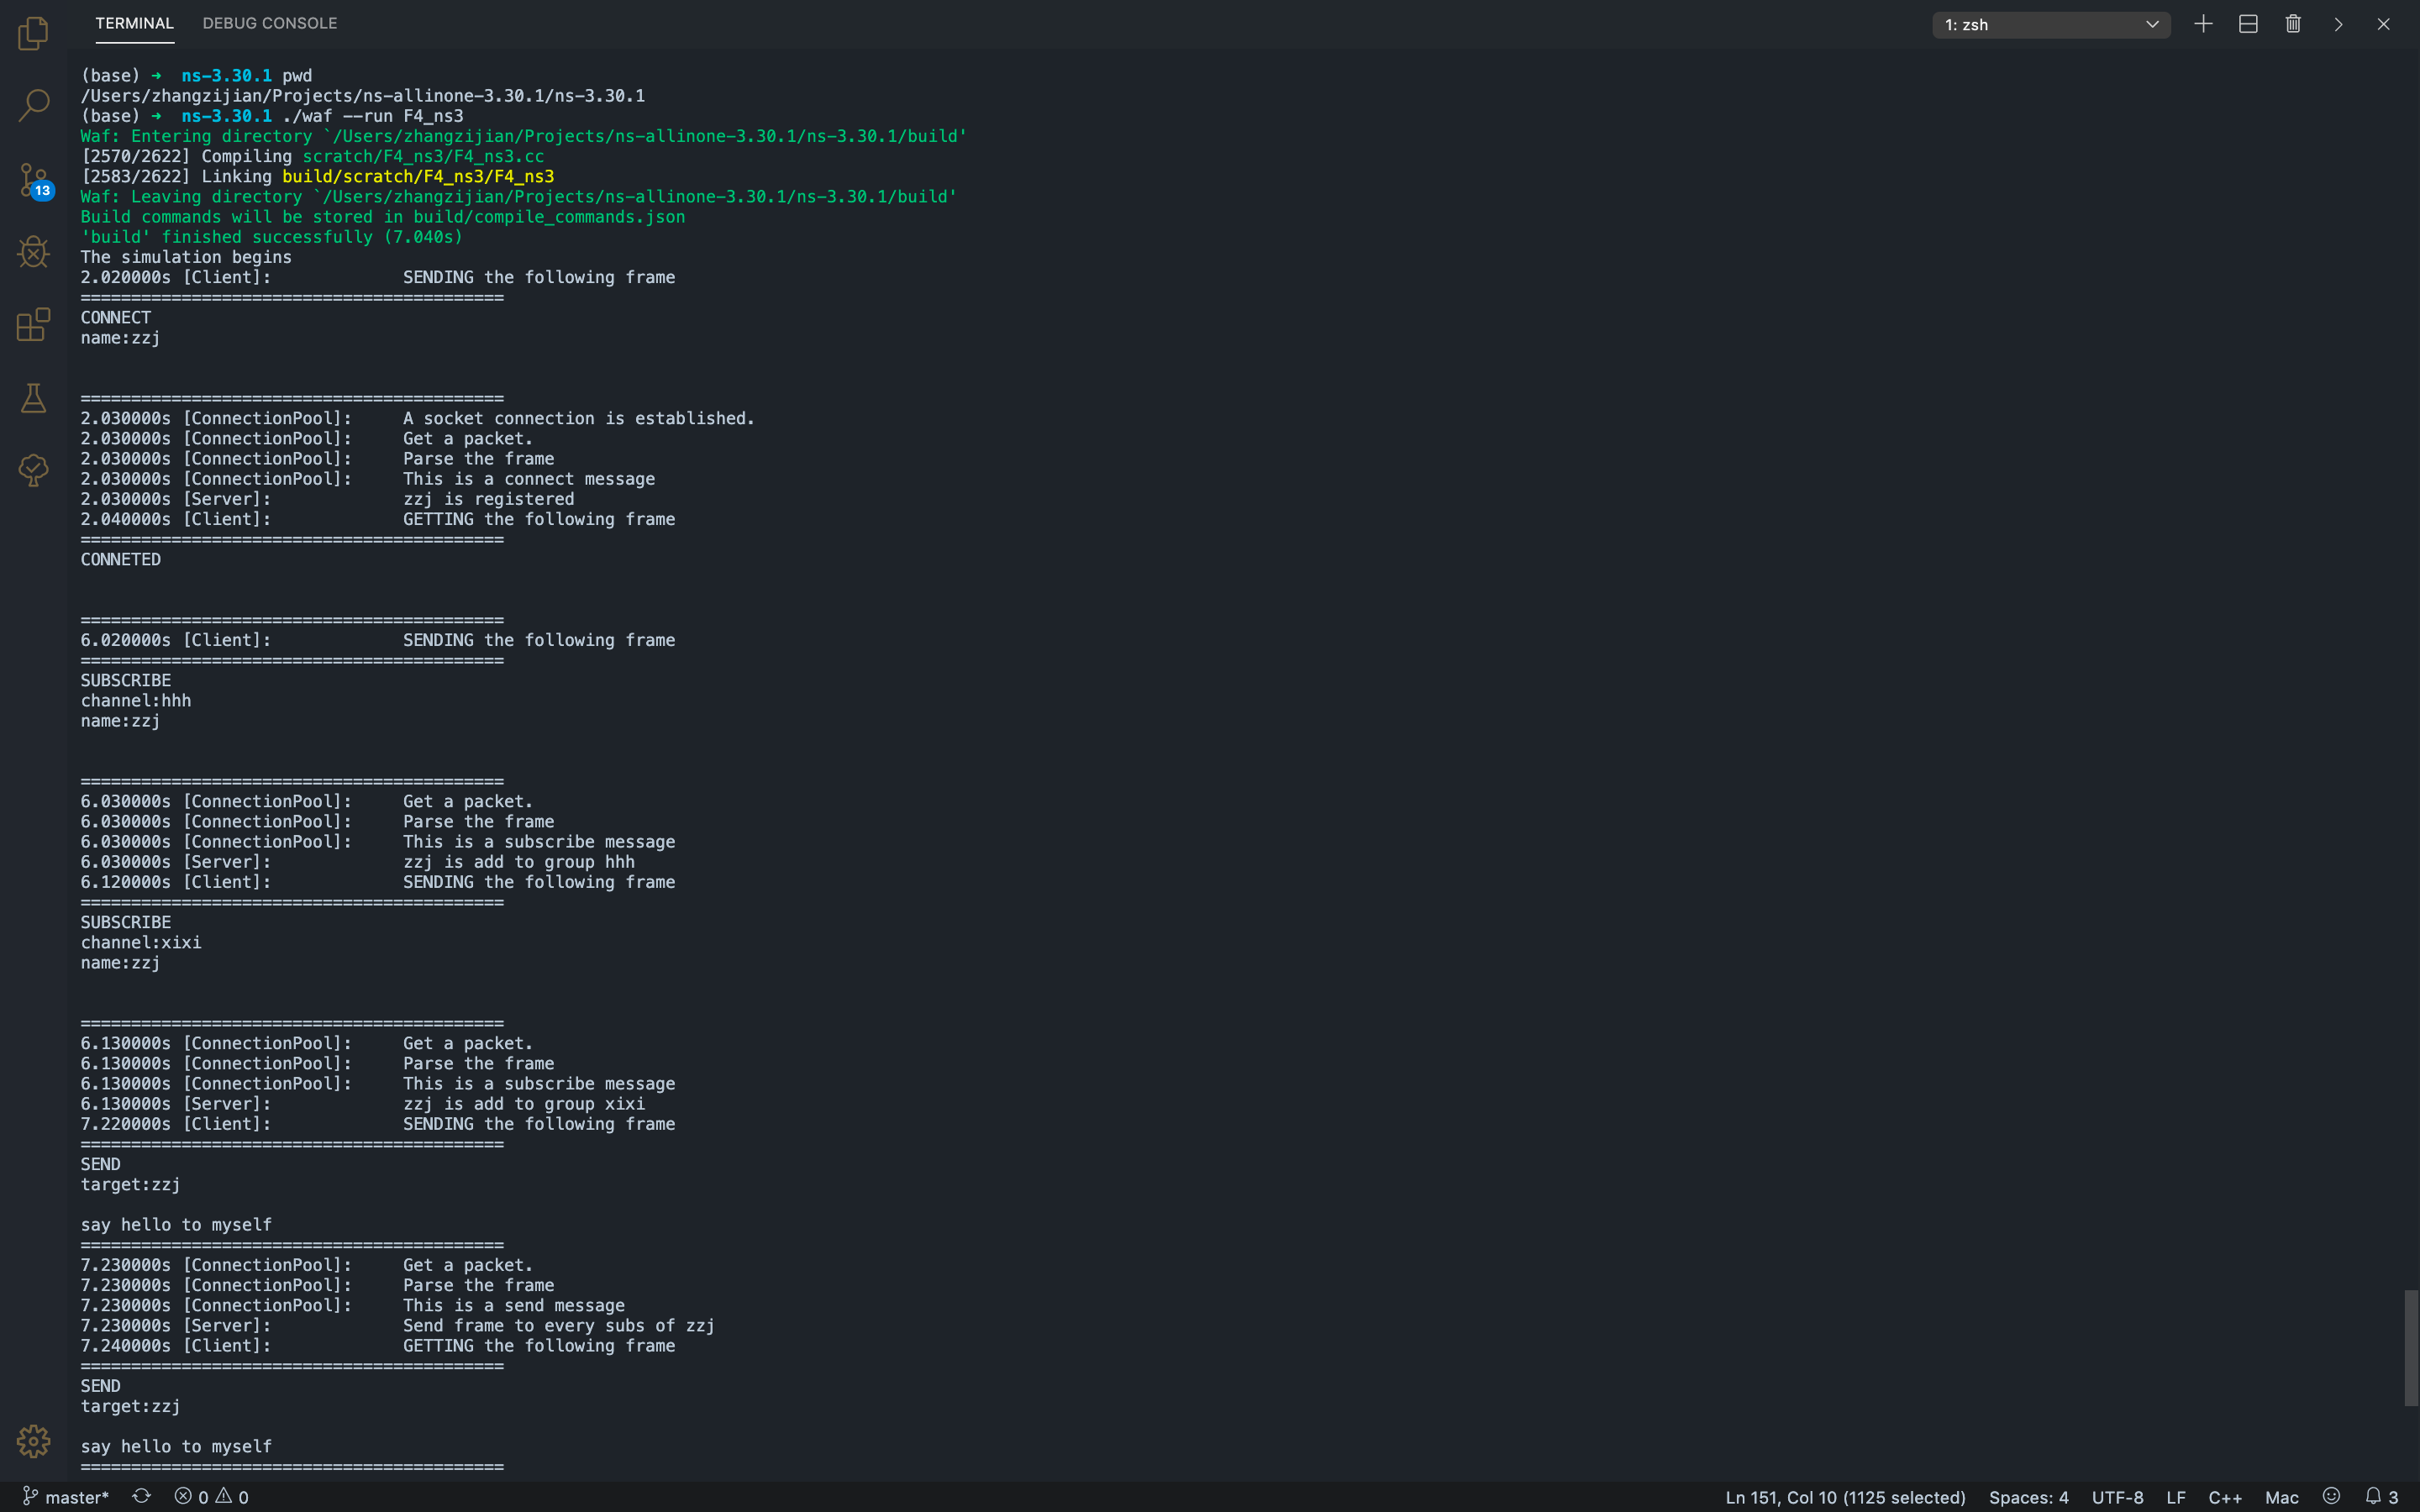 TERMINAL DEBUG CONSOLE 1: zsh
(base) ➜ ns-3.30.1 pwd
/Users/zhangzijian/Projects/ns-allinone-3.30.1/ns-3.30.1
(base) ➜ ns-3.30.1 ./waf --run F4_ns3
Waf: Entering directory `/Users/zhangzijian/Projects/ns-allinone-3.30.1/ns-3.30.1/build'
[2570/2622] Compiling scratch/F4_ns3/F4_ns3.cc
[2583/2622] Linking build/scratch/F4_ns3/F4_ns3
Waf: Leaving directory `/Users/zhangzijian/Projects/ns-allinone-3.30.1/ns-3.30.1/build'
Build commands will be stored in build/compile_commands.json
'build' finished successfully (7.040s)
The simulation begins
2.020000s [Client]: SENDING the following frame
==========================================
CONNECT
name:zzj
==========================================
2.030000s [ConnectionPool]: A socket connection is established.
2.030000s [ConnectionPool]: Get a packet.
2.030000s [ConnectionPool]: Parse the frame
2.030000s [ConnectionPool]: This is a connect message
2.030000s [Server]: zzj is registered
2.040000s [Client]: GETTING the following frame
==========================================
CONNETED
==========================================
6.020000s [Client]: SENDING the following frame
==========================================
SUBSCRIBE
channel:hhh
name:zzj
==========================================
6.030000s [ConnectionPool]: Get a packet.
6.030000s [ConnectionPool]: Parse the frame
6.030000s [ConnectionPool]: This is a subscribe message
6.030000s [Server]: zzj is add to group hhh
6.120000s [Client]: SENDING the following frame
==========================================
SUBSCRIBE
channel:xixi
name:zzj
==========================================
6.130000s [ConnectionPool]: Get a packet.
6.130000s [ConnectionPool]: Parse the frame
6.130000s [ConnectionPool]: This is a subscribe message
6.130000s [Server]: zzj is add to group xixi
7.220000s [Client]: SENDING the following frame
==========================================
SEND
target:zzj
say hello to myself
==========================================
7.230000s [ConnectionPool]: Get a packet.
7.230000s [ConnectionPool]: Parse the frame
7.230000s [ConnectionPool]: This is a send message
7.230000s [Server]: Send frame to every subs of zzj
7.240000s [Client]: GETTING the following frame
==========================================
SEND
target:zzj
say hello to myself
==========================================
13
master* 0 0 Ln 151, Col 10 (1125 selected) Spaces: 4 UTF-8 LF C++ Mac 3